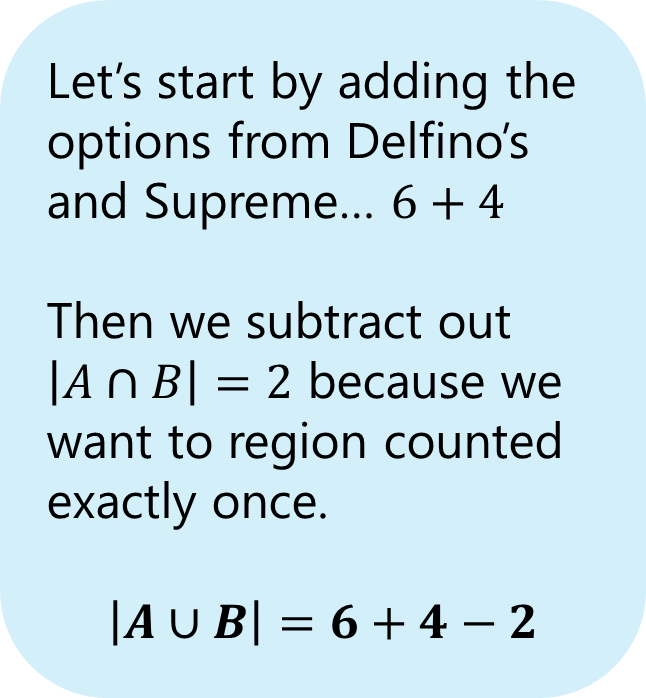 Let’s start by adding the
options from Delfino’s
and Supreme... 6 + 4
Then we subtract out
|A ∩ B| = 2 because we
want to region counted
exactly once.
|A ∪ B| = 6 + 4 − 2